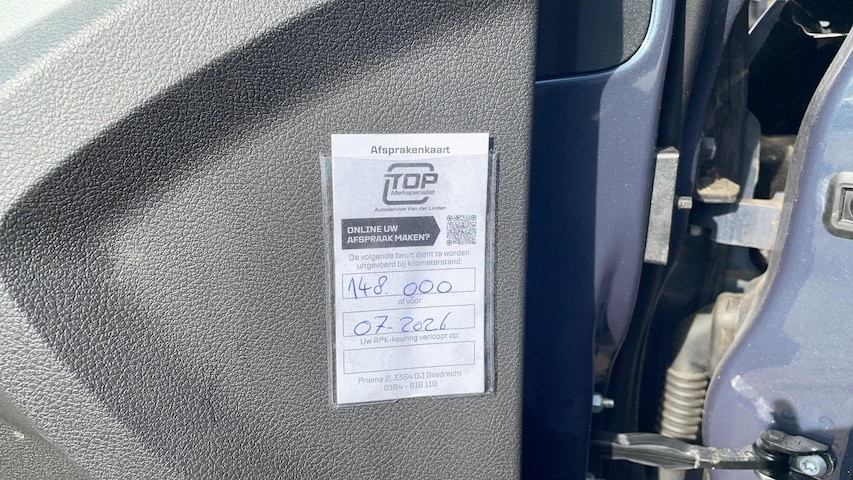 Afsprakenkaart
TOP
Merkspecialist
Autoservice Van der Linden
ONLINE UW
AFSPRAAK MAKEN?
De volgende beurt dient te worden
uitgevoerd bij kilometerstand:
148.000
of voor:
07-2026
Uw APK-keuring verloopt op:
Prisma 2, 3364 DJ Sliedrecht
0184 - 618 118